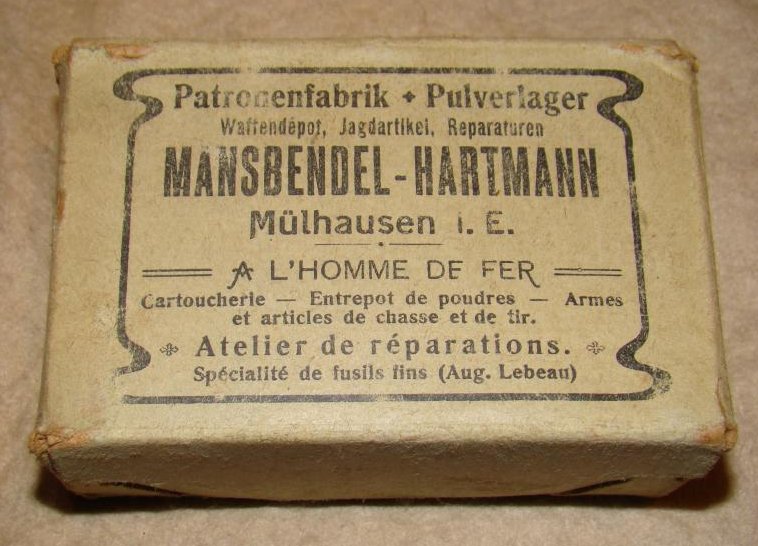 Patronenfabrik + Pulverlager
Waffendépot, Jagdartikel, Reparaturen
MANSBENDEL-HARTMANN
Mülhausen i. E.
A L'HOMME DE FER
Cartoucherie — Entrepot de poudres — Armes
et articles de chasse et de tir.
Atelier de réparations.
Spécialité de fusils fins (Aug. Lebeau)